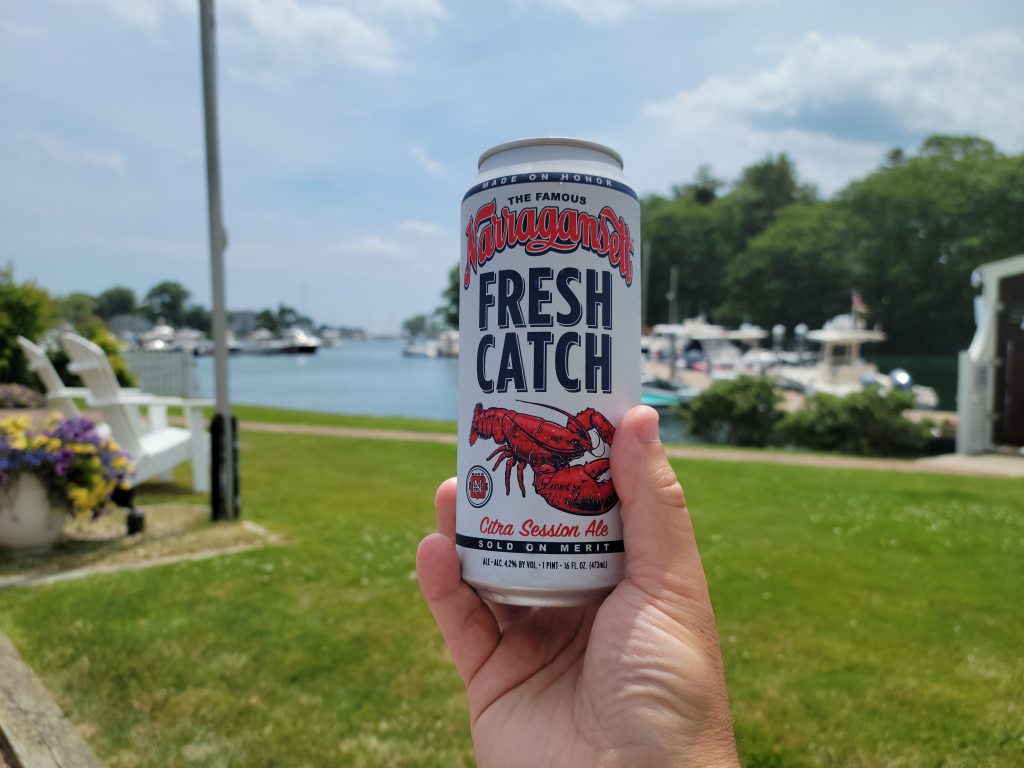 MADE ON HONOR
THE FAMOUS
Narragansett
FRESH
CATCH
Citra Session Ale
SOLD ON MERIT
ALE • ALC. 4.2% BY VOL. • 1 PINT • 16 FL. OZ. (473mL)